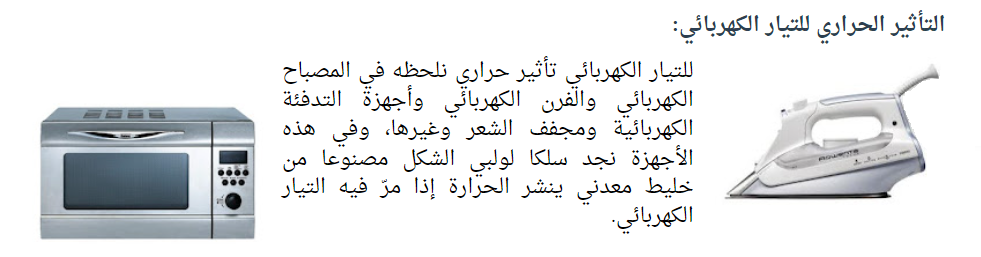 التأثير الحراري للتيار الكهربائي:
للتيار الكهربائي تأثير حراري نلحظه في المصباح
الكهربائي والفرن الكهربائي وأجهزة التدفئة
الكهربائية ومجفف الشعر وغيرها، وفي هذه
الأجهزة نجد سلكا لولبي الشكل مصنوعا من
خليط معدني ينشر الحرارة إذا مرّ فيه التيار
الكهربائي.
ROWENTA